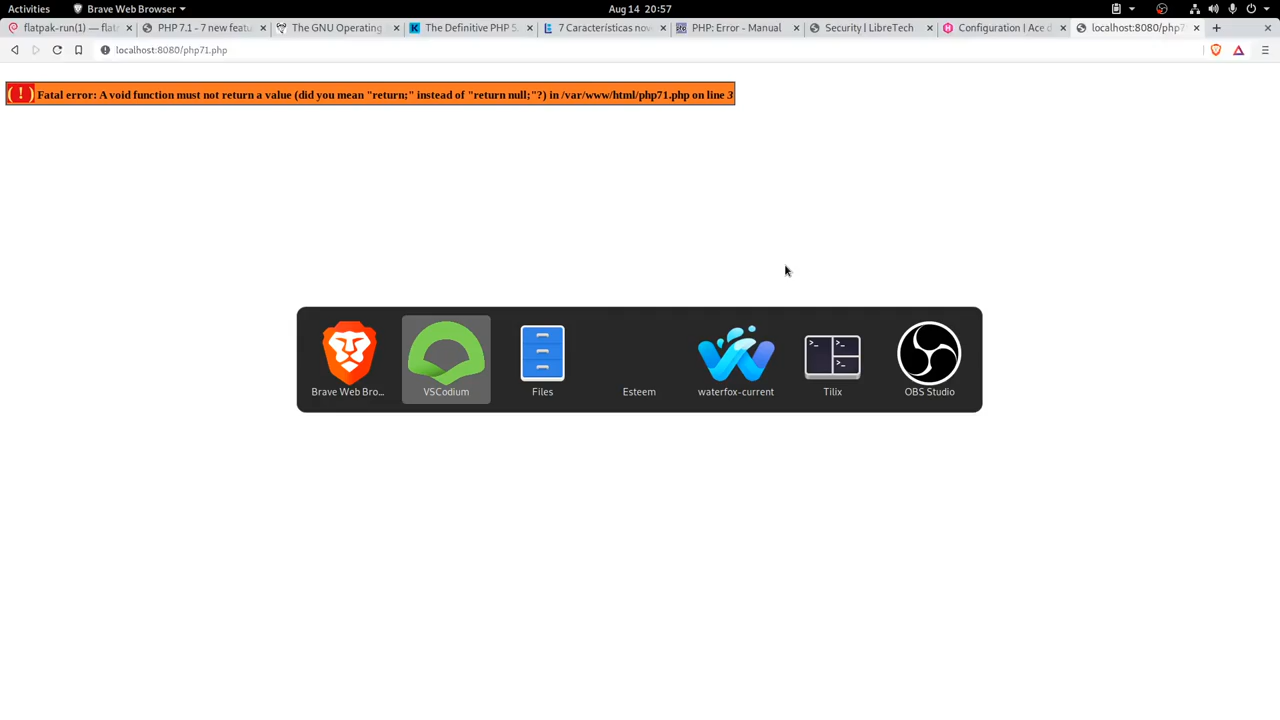 Activities Brave Web Browser Aug 14 20:57
flatpak-run(1) — flat PHP 7.1 - 7 new feat The GNU Operating The Definitive PHP 5. 7 Características nov PHP: Error - Manual Security | LibreTech Configuration | Ace d localhost:8080/php7
localhost:8080/php71.php
( ! ) Fatal error: A void function must not return a value (did you mean "return;" instead of "return null;"?) in /var/www/html/php71.php on line 3
Brave Web Bro... VSCodium Files Esteem waterfox-current Tilix OBS Studio